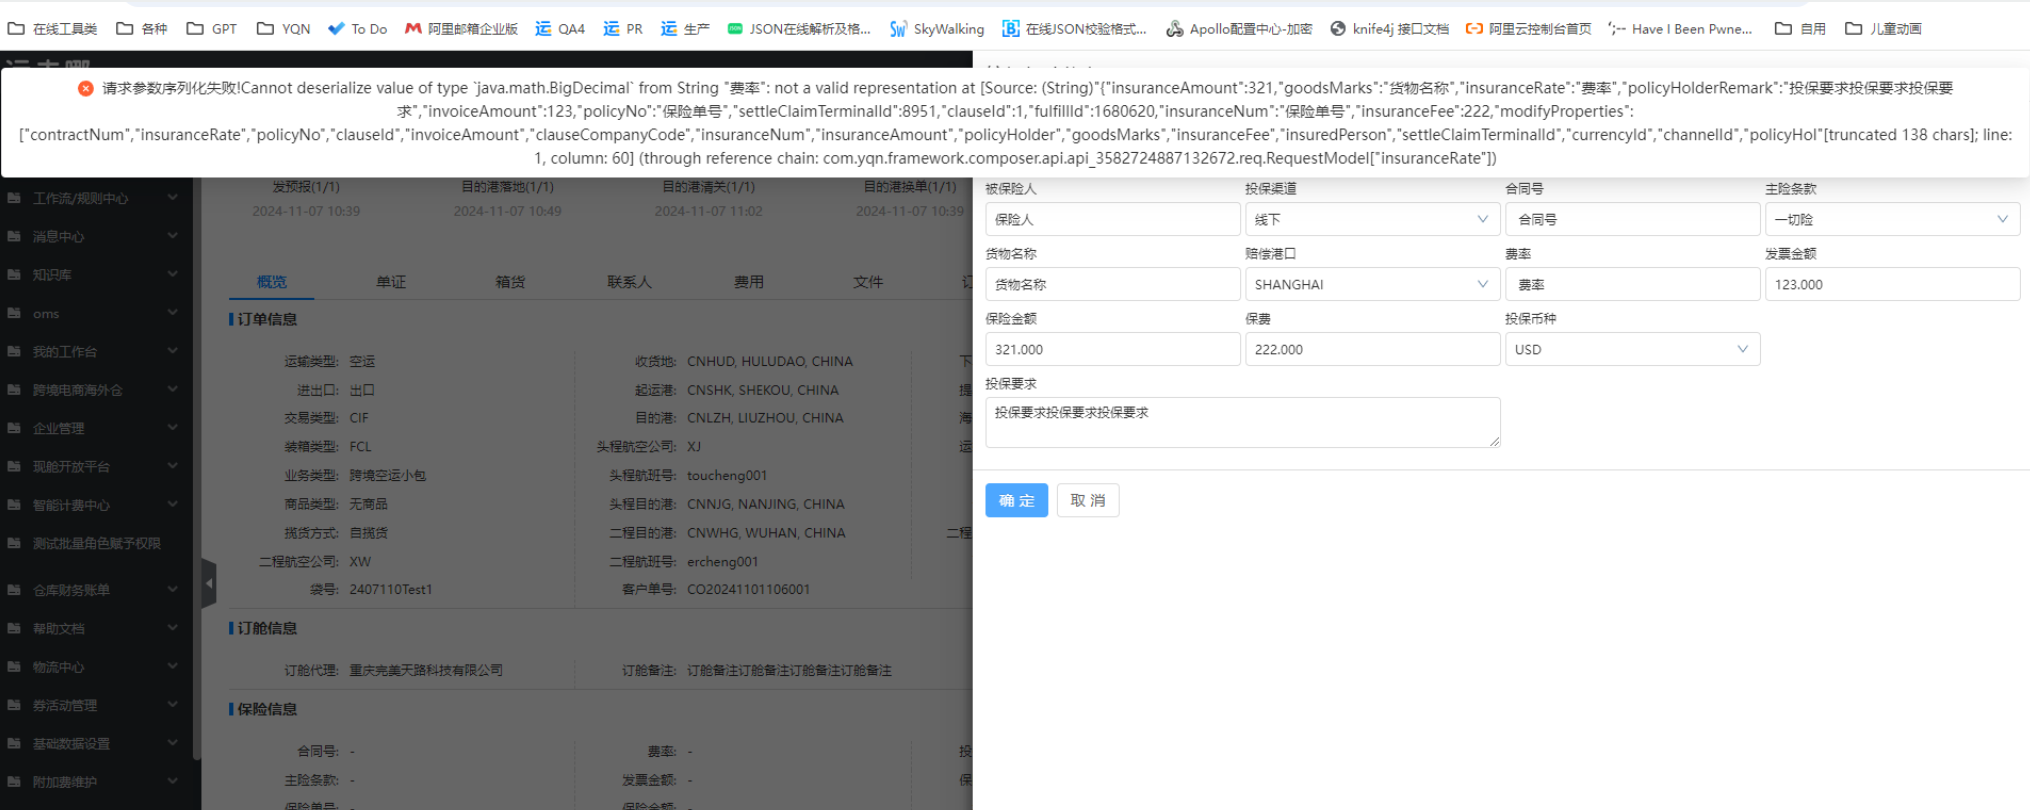 在线工具类 各种 GPT YQN To Do 阿里邮箱企业版 QA4 PR 生产 JSON在线解析及格... SkyWalking 在线JSON校验格式... Apollo配置中心-加密 knife4j 接口文档 阿里云控制台首页 ';-- Have I Been Pwne... 自用 儿童动画
请求参数序列化失败!Cannot deserialize value of type `java.math.BigDecimal` from String "费率": not a valid representation at [Source: (String)"{"insuranceAmount":321,"goodsMarks":"货物名称","insuranceRate":"费率","policyHolderRemark":"投保要求投保要求投保要
求","invoiceAmount":123,"policyNo":"保险单号","settleClaimTerminalId":8951,"clauseId":1,"fulfillId":1680620,"insuranceNum":"保险单号","insuranceFee":222,"modifyProperties":
["contractNum","insuranceRate","policyNo","clauseId","invoiceAmount","clauseCompanyCode","insuranceNum","insuranceAmount","policyHolder","goodsMarks","insuranceFee","insuredPerson","settleClaimTerminalId","currencyId","channelId","policyHol"[truncated 138 chars]; line:
1, column: 60] (through reference chain: com.yqn.framework.composer.api.api_3582724887132672.req.RequestModel["insuranceRate"])
工作流/规则中心
消息中心
知识库
oms
我的工作台
跨境电商海外仓
企业管理
现舱开放平台
智能计费中心
测试批量角色赋予权限
仓库财务账单
帮助文档
物流中心
券活动管理
基础数据设置
附加费维护
发预报(1/1) 目的港落地(1/1) 目的港清关(1/1) 目的港换单(1/1)
2024-11-07 10:39 2024-11-07 10:49 2024-11-07 11:02 2024-11-07 10:39
概览 单证 箱货 联系人 费用 文件 订
订单信息
运输类型: 空运 收货地: CNHUD, HULUDAO, CHINA 下
进出口: 出口 起运港: CNSHK, SHEKOU, CHINA 提
交易类型: CIF 目的港: CNLZH, LIUZHOU, CHINA 海
装箱类型: FCL 头程航空公司: XJ 运
业务类型: 跨境空运小包 头程航班号: toucheng001
商品类型: 无商品 头程目的港: CNNJG, NANJING, CHINA
揽货方式: 自揽货 二程目的港: CNWHG, WUHAN, CHINA 二程
二程航空公司: XW 二程航班号: ercheng001
袋号: 2407110Test1 客户单号: CO20241101106001
订舱信息
订舱代理: 重庆完美天路科技有限公司 订舱备注: 订舱备注订舱备注订舱备注订舱备注
保险信息
合同号: - 费率: - 投
主险条款: - 发票金额: - 保
保险单号: - 保险金额: -
被保险人 投保渠道 合同号 主险条款
保险人 线下 合同号 一切险
货物名称 赔偿港口 费率 发票金额
货物名称 SHANGHAI 费率 123.000
保险金额 保费 投保币种
321.000 222.000 USD
投保要求
投保要求投保要求投保要求
确 定 取 消